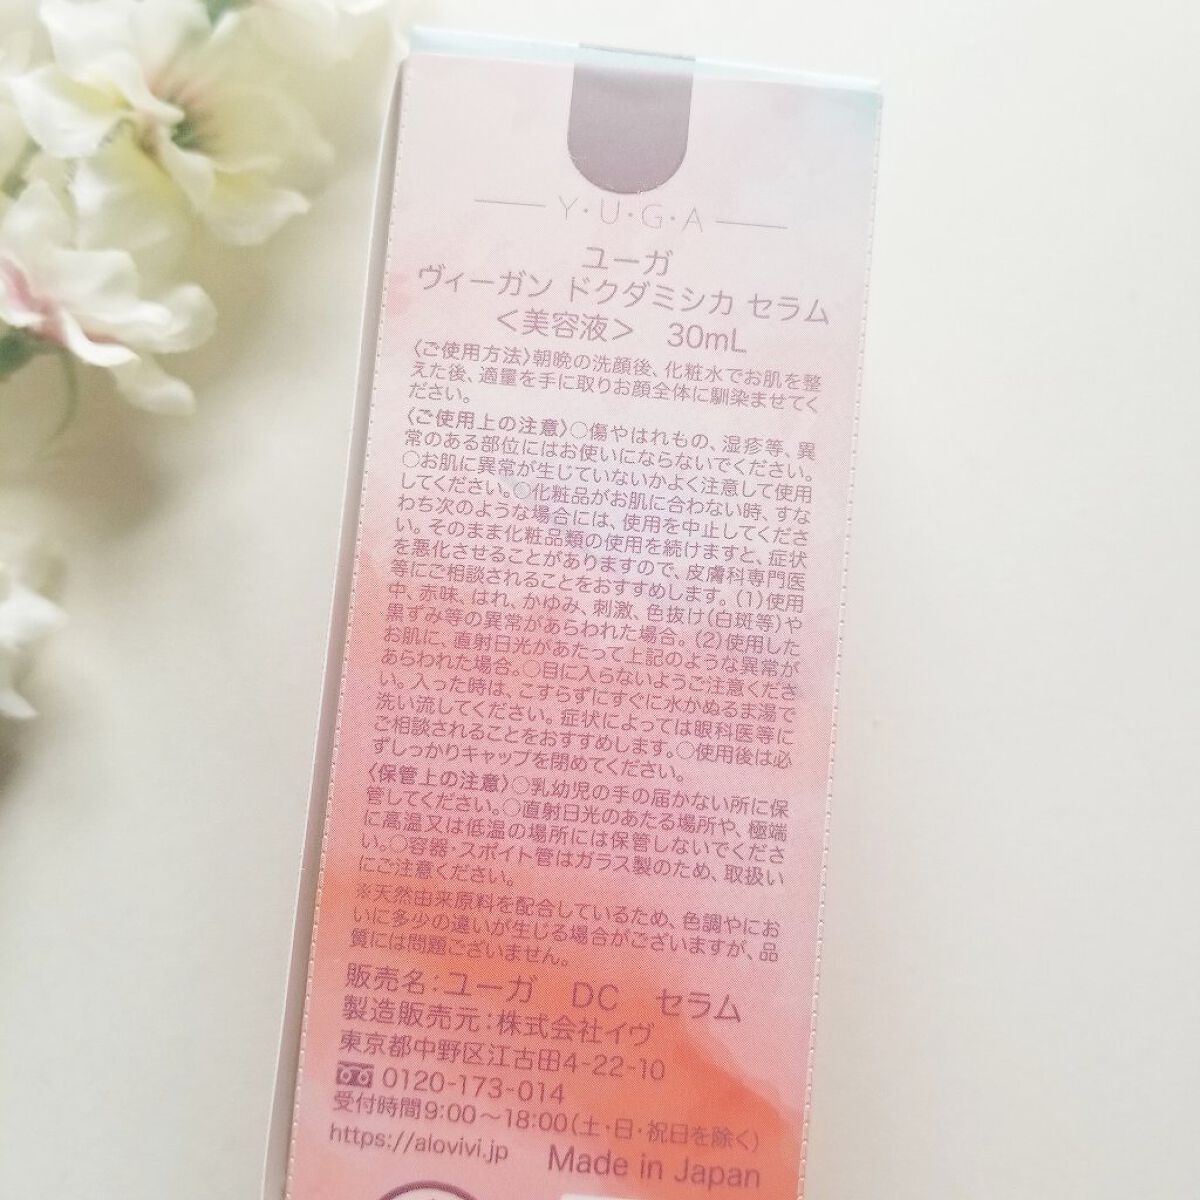 Y・U・G・A
ユーガ
ヴィーガン ドクダミシカ セラム
＜美容液＞ 30mL
〈ご使用方法〉朝晩の洗顔後、化粧水でお肌を整
えた後、適量を手に取りお顔全体に馴染ませてく
ださい。
〈ご使用上の注意〉○傷やはれもの、湿疹等、異
常のある部位にはお使いにならないでください。
○お肌に異常が生じていないかよく注意して使用
してください。○化粧品がお肌に合わない時、すな
わち次のような場合には、使用を中止してくださ
い。そのまま化粧品類の使用を続けますと、症状
を悪化させることがありますので、皮膚科専門医
等にご相談されることをおすすめします。(1)使用
中、赤味、はれ、かゆみ、刺激、色抜け(白斑等)や
黒ずみ等の異常があらわれた場合。(2)使用した
お肌に、直射日光があたって上記のような異常が
あらわれた場合。○目に入らないようご注意くださ
い。入った時は、こすらずにすぐに水かぬるま湯で
洗い流してください。症状によっては眼科医等に
ご相談されることをおすすめします。○使用後は必
ずしっかりキャップを閉めてください。
〈保管上の注意〉○乳幼児の手の届かない所に保
管してください。○直射日光のあたる場所や、極端
に高温又は低温の場所には保管しないでくださ
い。○容器・スポイト管はガラス製のため、取扱い
にご注意ください。
※天然由来原料を配合しているため、色調やにお
いに多少の違いが生じる場合がございますが、品
質には問題ございません。
販売名：ユーガ DC セラム
製造販売元：株式会社イヴ
東京都中野区江古田4-22-10
0120-173-014
受付時間9:00～18:00(土・日・祝日を除く)
https://alovivi.jp Made in Japan